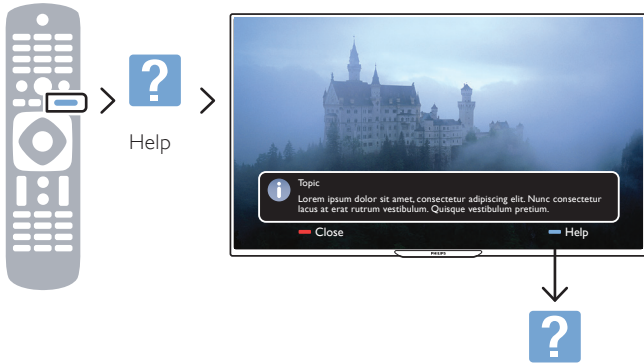 ?
Help
Topic
Lorem ipsum dolor sit amet, consectetur adipiscing elit. Nunc consectetur
lacus at erat rutrum vestibulum. Quisque vestibulum pretium.
Close
Help
PHILIPS
?